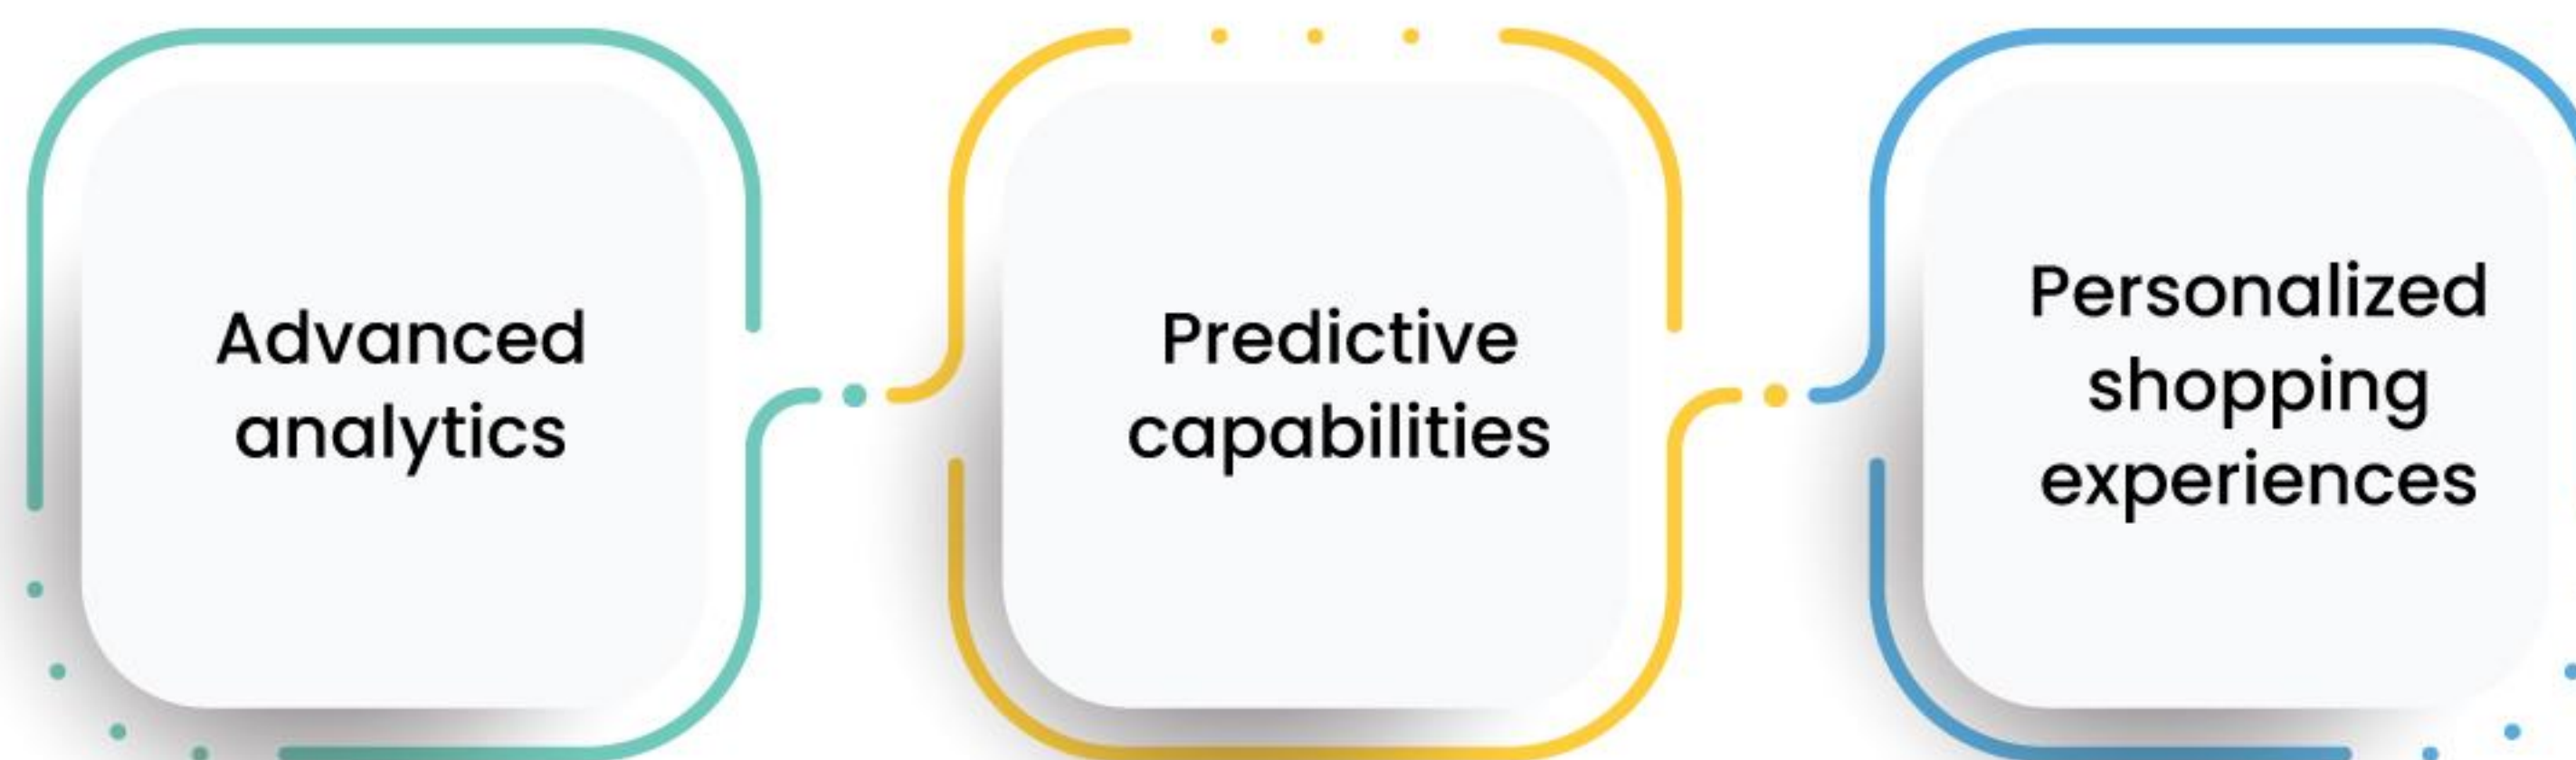 Advanced
analytics
Predictive
capabilities
Personalized
shopping
experiences